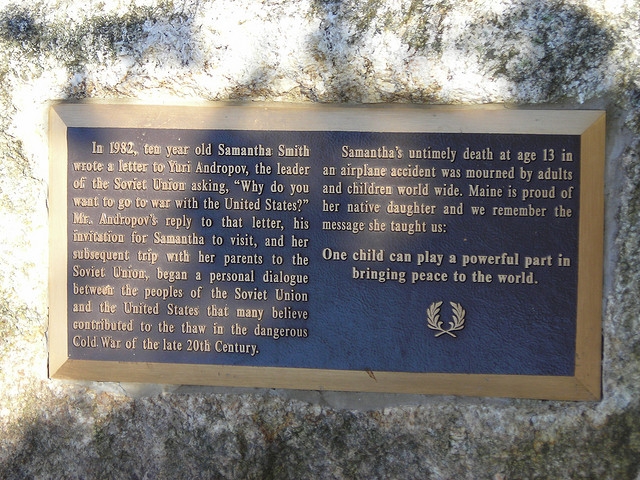 In 1982, ten year old Samantha Smith
wrote a letter to Yuri Andropov, the leader
of the Soviet Union asking, “Why do you
want to go to war with the United States?”
Mr. Andropov’s reply to that letter, his
invitation for Samantha to visit, and her
subsequent trip with her parents to the
Soviet Union, began a personal dialogue
between the peoples of the Soviet Union
and the United States that many believe
contributed to the thaw in the dangerous
Cold War of the late 20th Century.
Samantha’s untimely death at age 13 in
an airplane accident was mourned by adults
and children world wide. Maine is proud of
her native daughter and we remember the
message she taught us:
One child can play a powerful part in
bringing peace to the world.